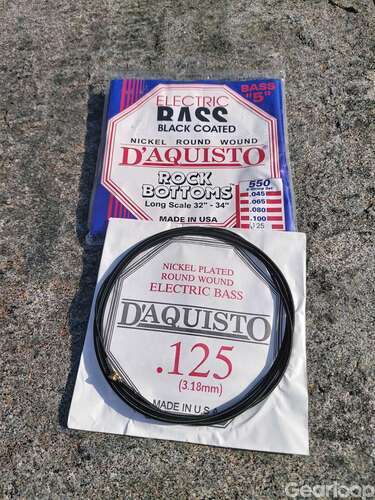 BASS
"5"
ELECTRIC
BASS
BLACK COATED
NICKEL ROUND WOUND
D'AQUISTO
ROCK
BOTTOMS
Long Scale 32" - 34"
MADE IN USA
550
.045
.065
.080
.100
.125
NICKEL PLATED
ROUND WOUND
ELECTRIC BASS
D'AQUISTO
.125
(3.18mm)
MADE IN U.S.A.
Gearloop